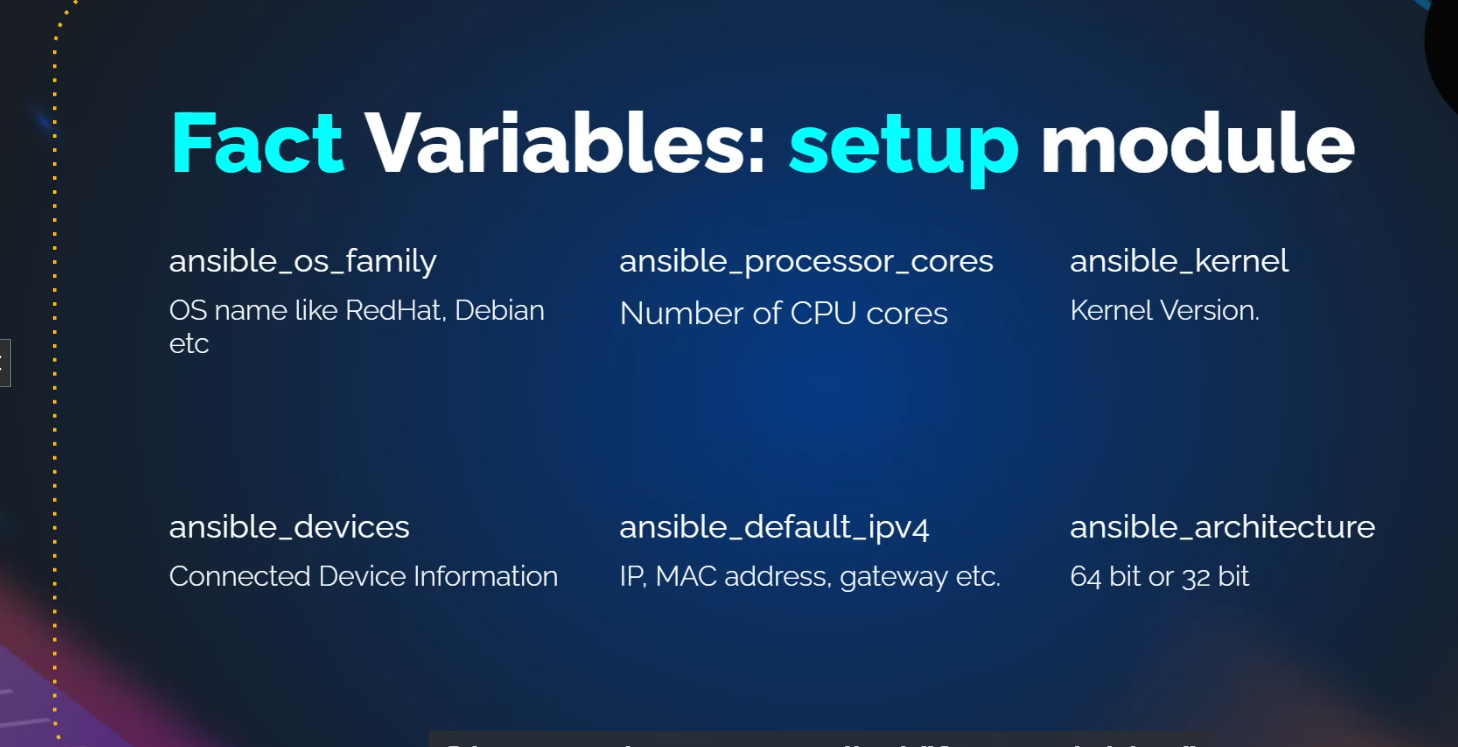 Fact Variables: setup module
ansible_os_family
OS name like RedHat, Debian
etc
ansible_processor_cores
Number of CPU cores
ansible_kernel
Kernel Version.
ansible_devices
Connected Device Information
ansible_default_ipv4
IP, MAC address, gateway etc.
ansible_architecture
64 bit or 32 bit